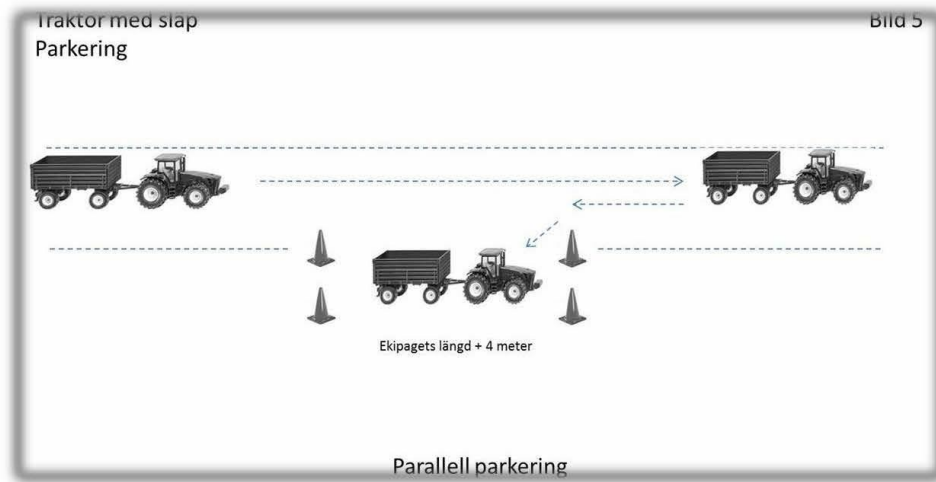 Traktor med släp
Bild 5
Parkering
Ekipagets längd + 4 meter
Parallell parkering